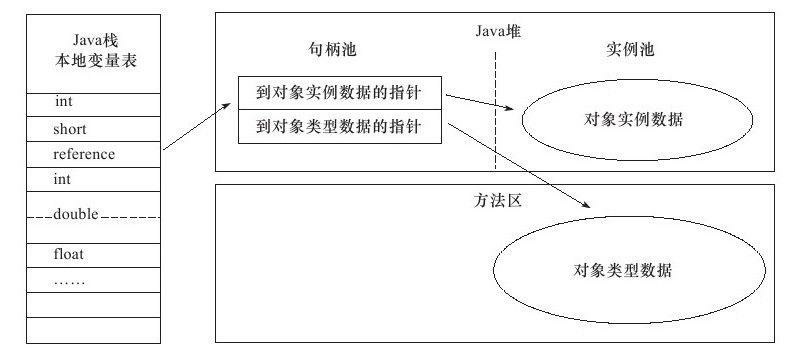 Java栈
本地变量表
int
short
reference
int
double
float
……
Java堆
句柄池
实例池
到对象实例数据的指针
到对象类型数据的指针
对象实例数据
方法区
对象类型数据